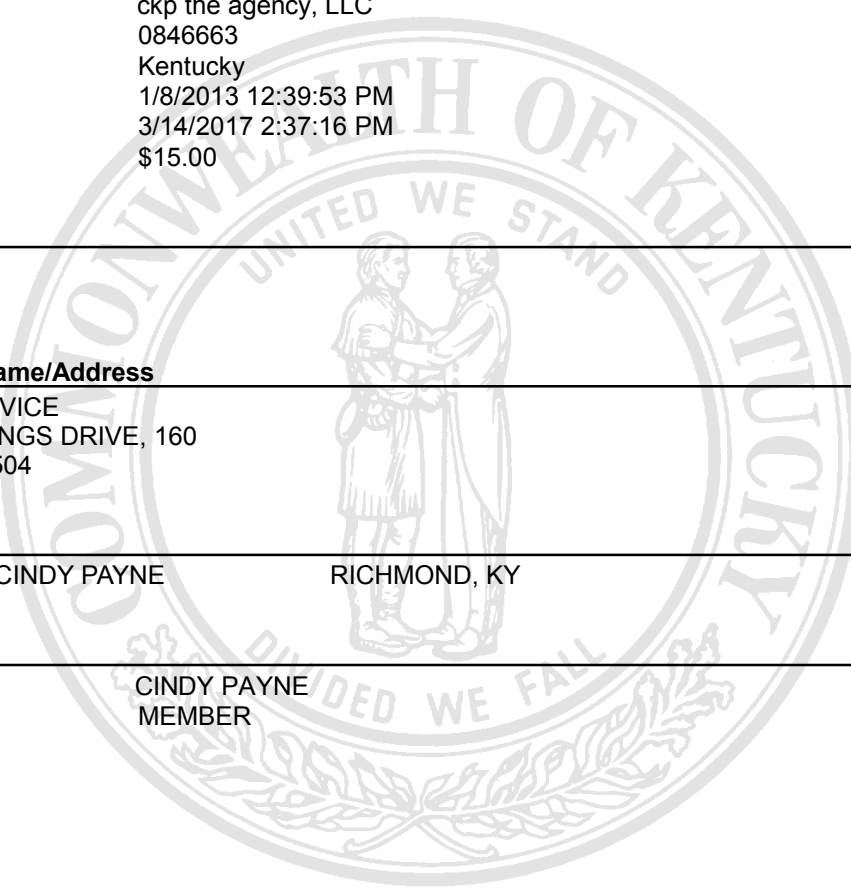 ckp the agency, LLC
0846663
Kentucky
1/8/2013 12:39:53 PM
3/14/2017 2:37:16 PM
$15.00
COMMONWEALTH OF KENTUCKY
UNITED WE STAND
ame/Address
VICE
NGS DRIVE, 160
504
CINDY PAYNE RICHMOND, KY
CINDY PAYNE
MEMBER
DIVIDED WE FALL